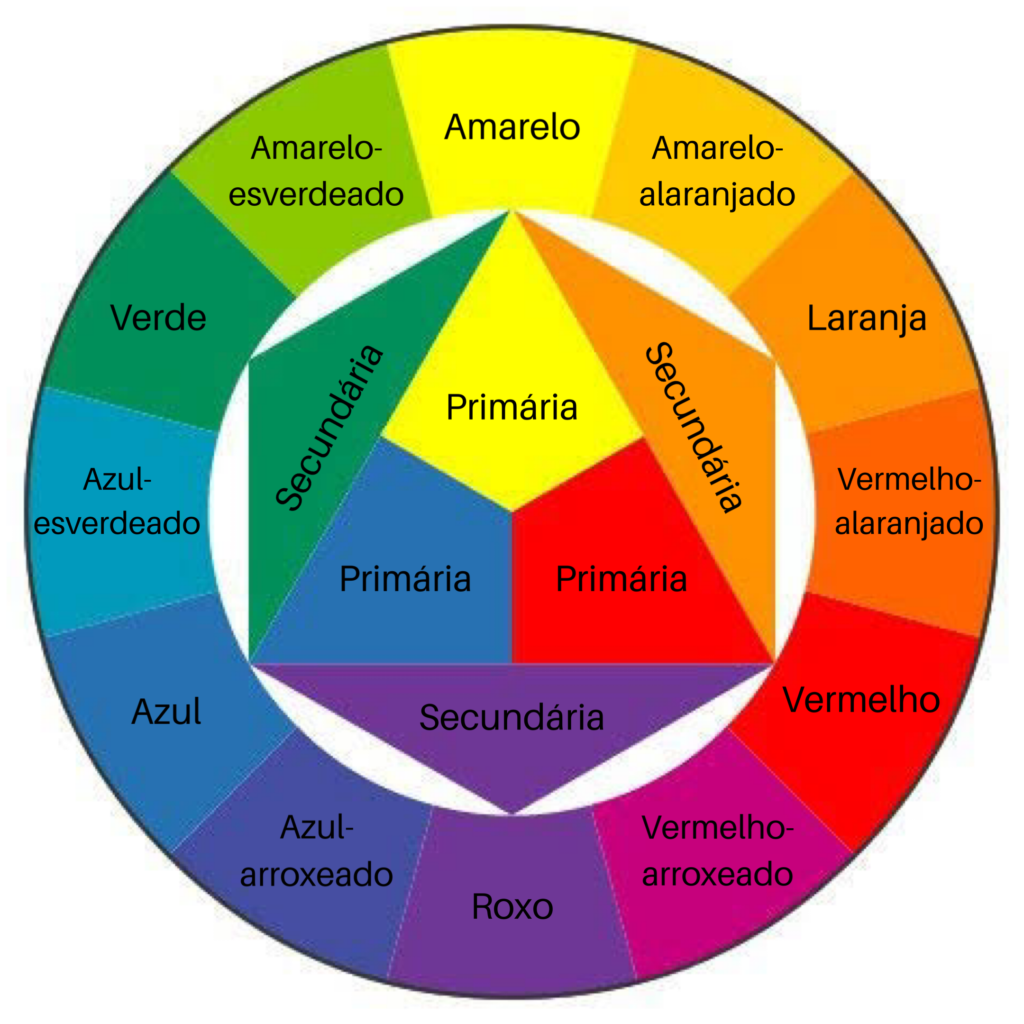 Amarelo
Amarelo-
esverdeado
Amarelo-
alaranjado
Verde
Laranja
Secundária
Secundária
Primária
Azul-
esverdeado
Vermelho-
alaranjado
Primária
Primária
Azul
Secundária
Vermelho
Azul-
arroxeado
Vermelho-
arroxeado
Roxo